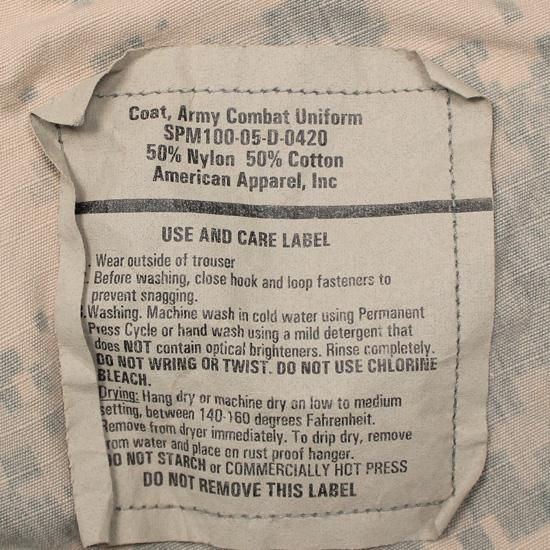 Coat, Army Combat Uniform
SPM100-05-D-0420
50% Nylon 50% Cotton
American Apparel, Inc
USE AND CARE LABEL
. Wear outside of trouser
. Before washing, close hook and loop fasteners to
prevent snagging.
.Washing. Machine wash in cold water using Permanent
Press Cycle or hand wash using a mild detergent that
does NOT contain optical brighteners. Rinse completely.
DO NOT WRING OR TWIST. DO NOT USE CHLORINE
BLEACH.
Drying: Hang dry or machine dry on low to medium
setting, between 140-160 degrees Fahrenheit.
Remove from dryer immediately. To drip dry, remove
from water and place on rust proof hanger.
DO NOT STARCH or COMMERCIALLY HOT PRESS
DO NOT REMOVE THIS LABEL